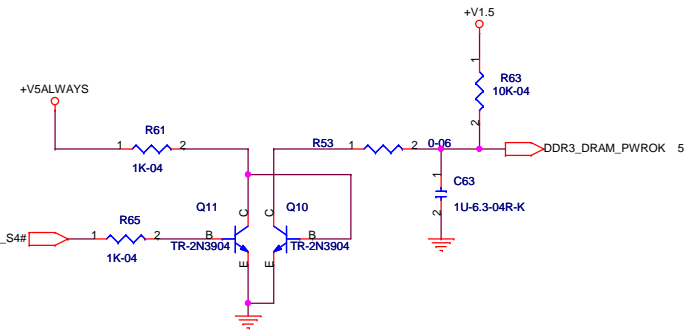 +V1.5
1
R63
10K-04
2
+V5ALWAYS
R61
1 2
1K-04
R53
1 2 0-06
DDR3_DRAM_PWROK 5
1
C63
1U-6.3-04R-K
2
Q11 C C Q10
R65
_S4# 1 2 B B
TR-2N3904 TR-2N3904
1K-04
E E